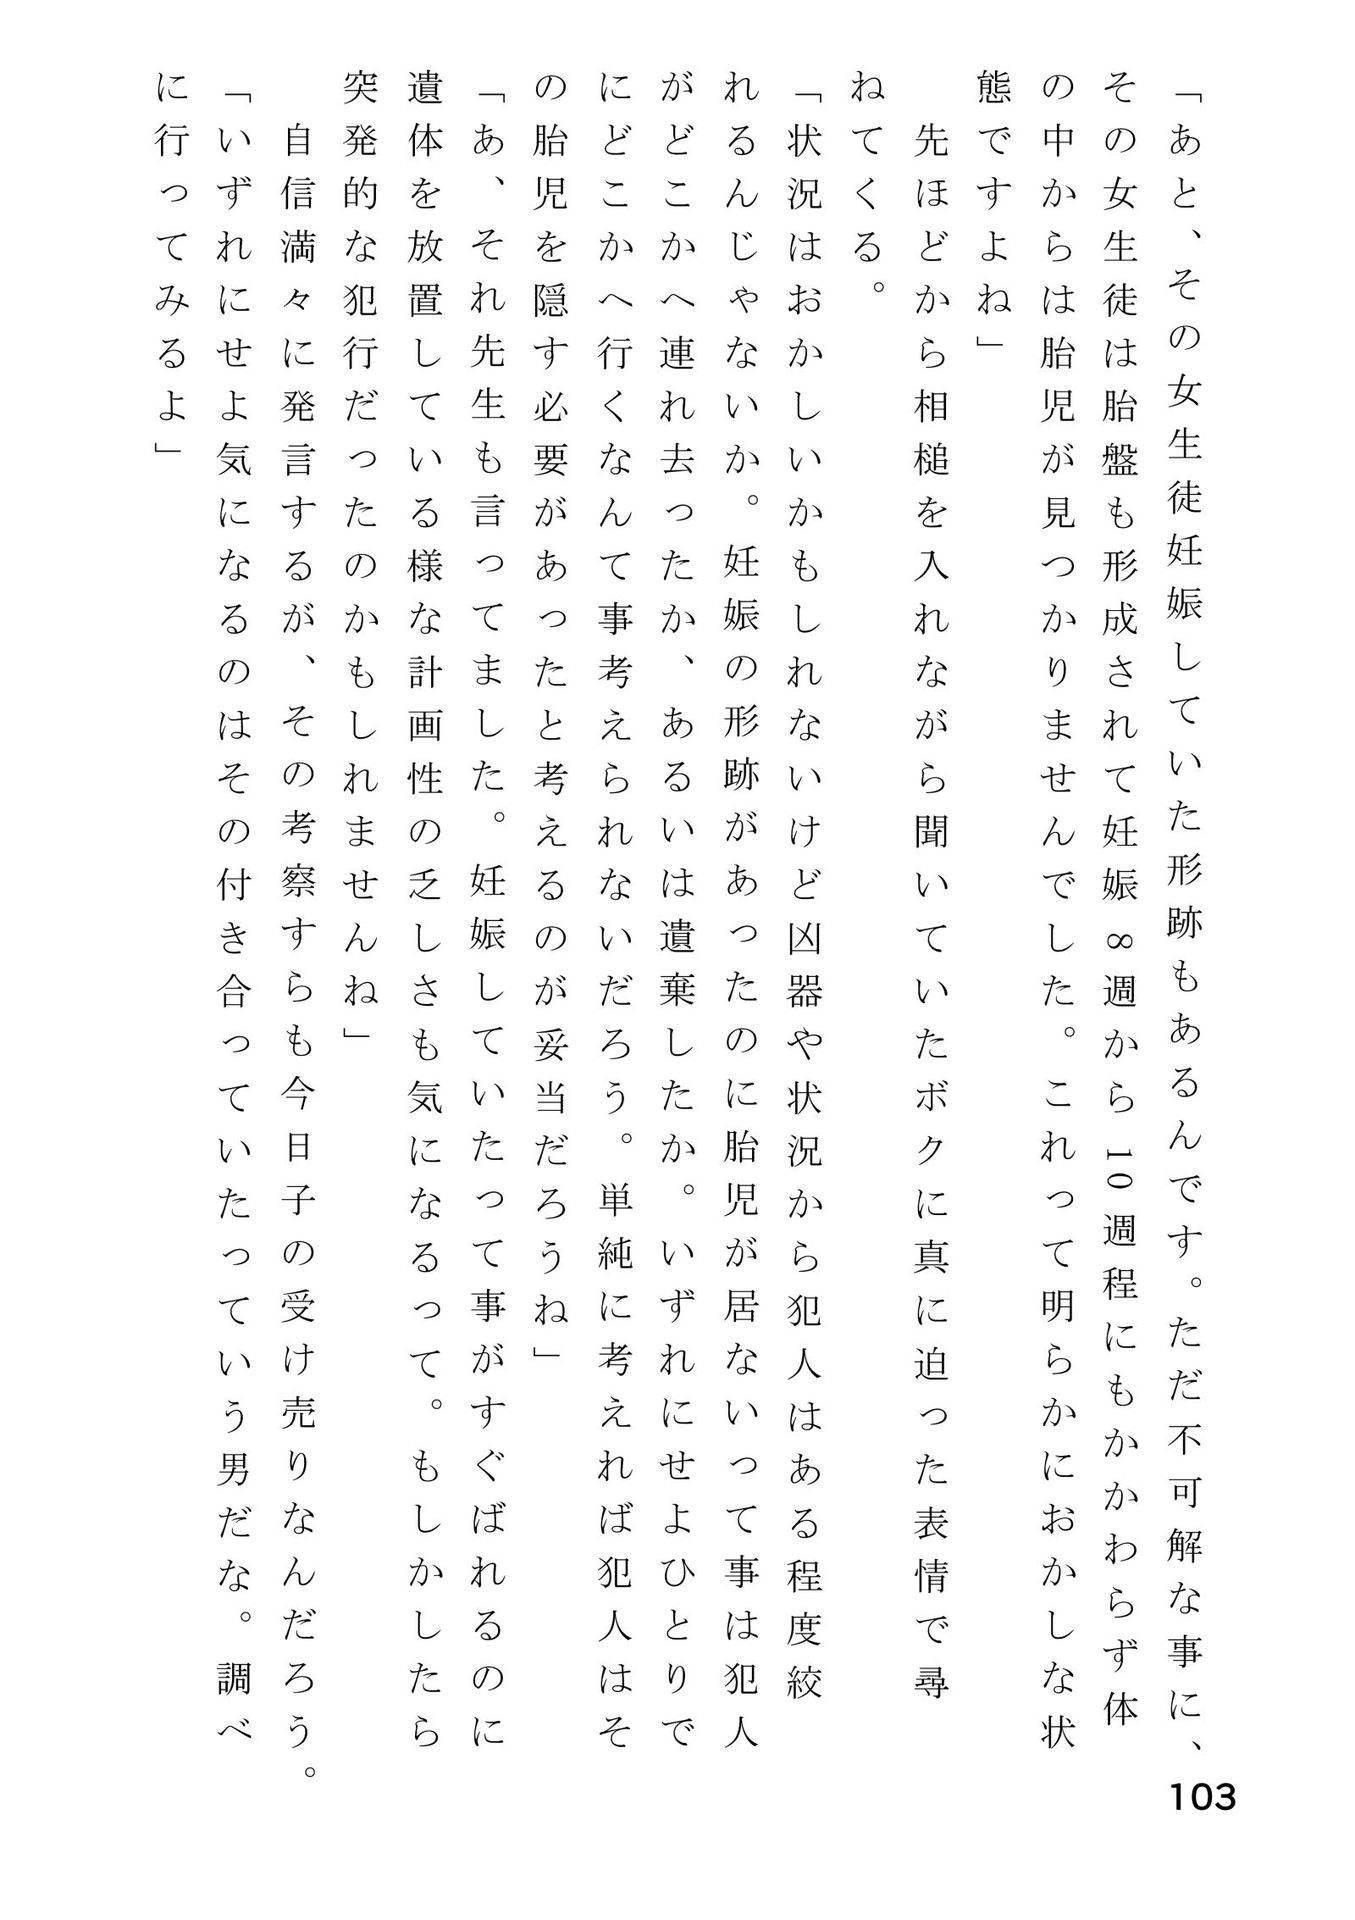 「あと、その女生徒妊娠していた形跡もあるんです。ただ不可解な事に、
その女生徒は胎盤も形成されて妊娠8週から10週程にもかかわらず体
の中からは胎児が見つかりませんでした。これって明らかにおかしな状
態ですよね」
　先ほどから相槌を入れながら聞いていたボクに真に迫った表情で尋
ねてくる。
「状況はおかしいかもしれないけど凶器や状況から犯人はある程度絞
れるんじゃないか。妊娠の形跡があったのに胎児が居ないって事は犯人
がどこかへ連れ去ったか、あるいは遺棄したか。いずれにせよひとりで
にどこかへ行くなんて事考えられないだろう。単純に考えれば犯人はそ
の胎児を隠す必要があったと考えるのが妥当だろうね」
「あ、それ先生も言ってました。妊娠していたって事がすぐばれるのに
遺体を放置している様な計画性の乏しさも気になるって。もしかしたら
突発的な犯行だったのかもしれませんね」
　自信満々に発言するが、その考察すらも今日子の受け売りなんだろう。
「いずれにせよ気になるのはその付き合っていたっていう男だな。調べ
に行ってみるよ」
103